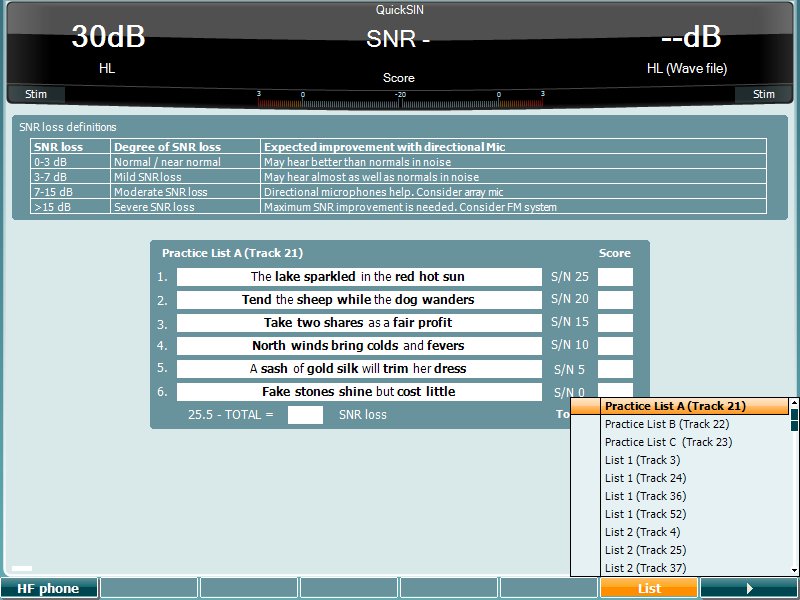 QuickSIN
30dB SNR - --dB
HL HL (Wave file)
Score
Stim 3 0 -20 0 3 Stim
SNR loss definitions
SNR loss Degree of SNR loss Expected improvement with directional Mic
0-3 dB Normal / near normal May hear better than normals in noise
3-7 dB Mild SNR loss May hear almost as well as normals in noise
7-15 dB Moderate SNR loss Directional microphones help. Consider array mic
>15 dB Severe SNR loss Maximum SNR improvement is needed. Consider FM system
Practice List A (Track 21) Score
1. The lake sparkled in the red hot sun S/N 25
2. Tend the sheep while the dog wanders S/N 20
3. Take two shares as a fair profit S/N 15
4. North winds bring colds and fevers S/N 10
5. A sash of gold silk will trim her dress S/N 5
6. Fake stones shine but cost little S/N 0
25.5 - TOTAL = SNR loss To
Practice List A (Track 21)
Practice List B (Track 22)
Practice List C (Track 23)
List 1 (Track 3)
List 1 (Track 24)
List 1 (Track 36)
List 1 (Track 52)
List 2 (Track 4)
List 2 (Track 25)
List 2 (Track 37)
HF phone List